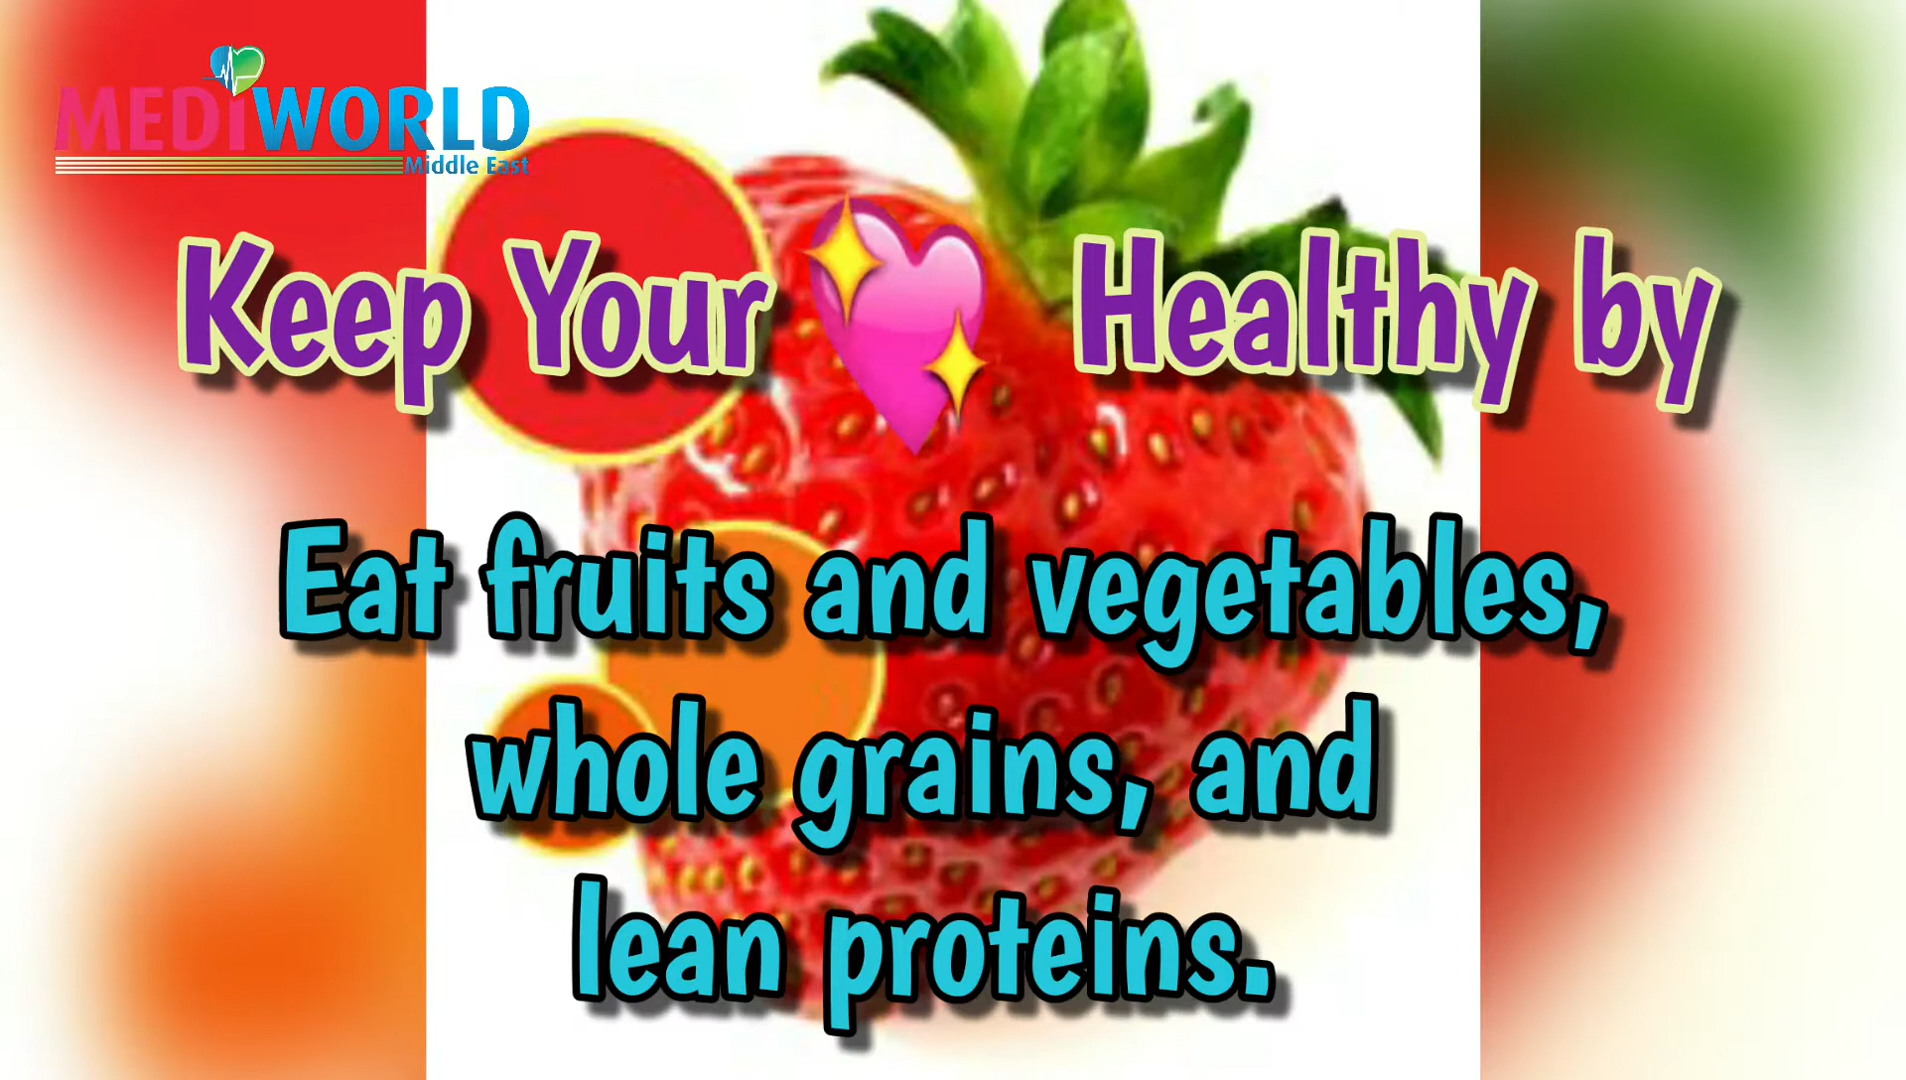 MEDiWORLD
Middle East
Keep Your 💖 Healthy by
Eat fruits and vegetables,
whole grains, and
lean proteins.